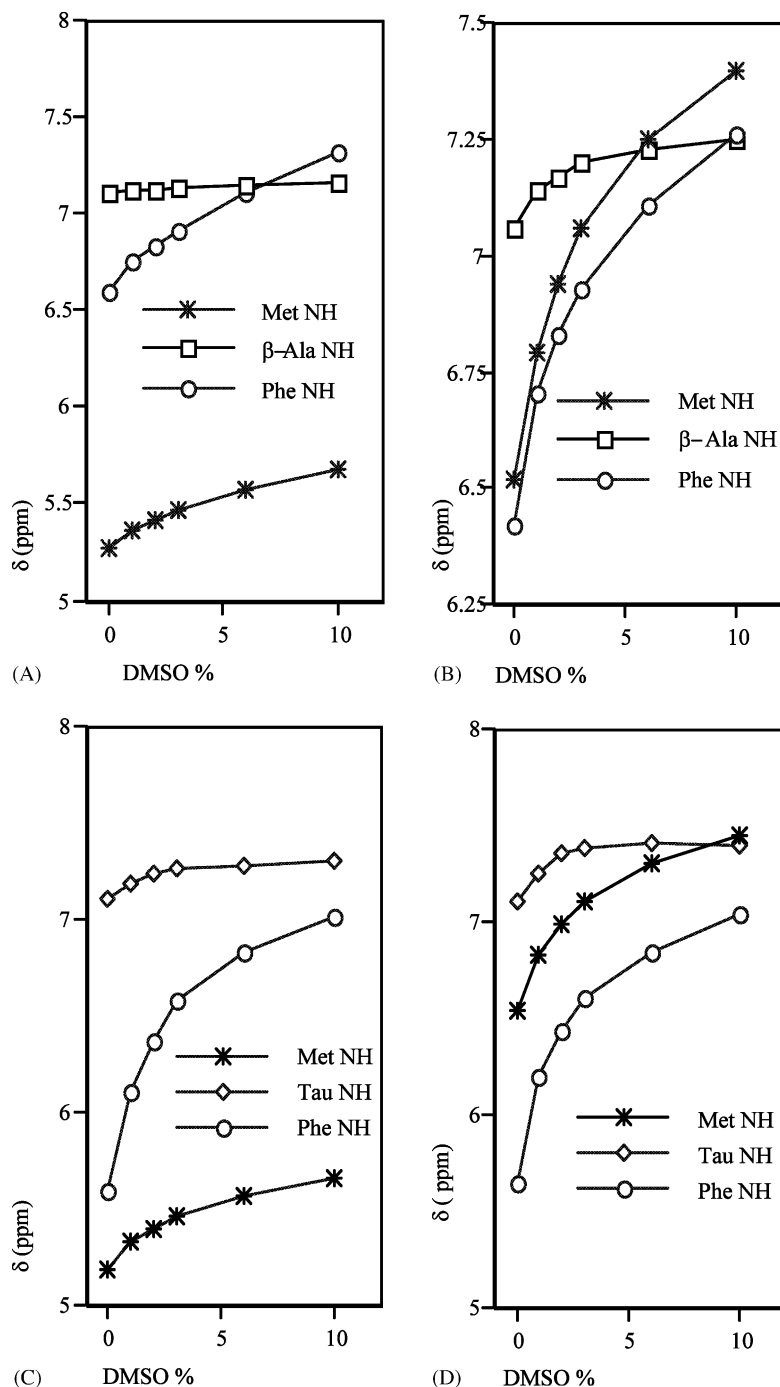 8
7.5
7
6.5
6
5.5
5
δ (ppm)
Met NH
β–Ala NH
Phe NH
0 5 10
(A) DMSO %
7.5
7.25
7
6.75
6.5
6.25
δ (ppm)
Met NH
β– Ala NH
Phe NH
0 5 10
(B) DMSO %
8
7
6
5
δ (ppm)
Met NH
Tau NH
Phe NH
0 5 10
(C) DMSO %
8
7
6
5
δ ( ppm)
Met NH
Tau NH
Phe NH
0 5 10
(D) DMSO %